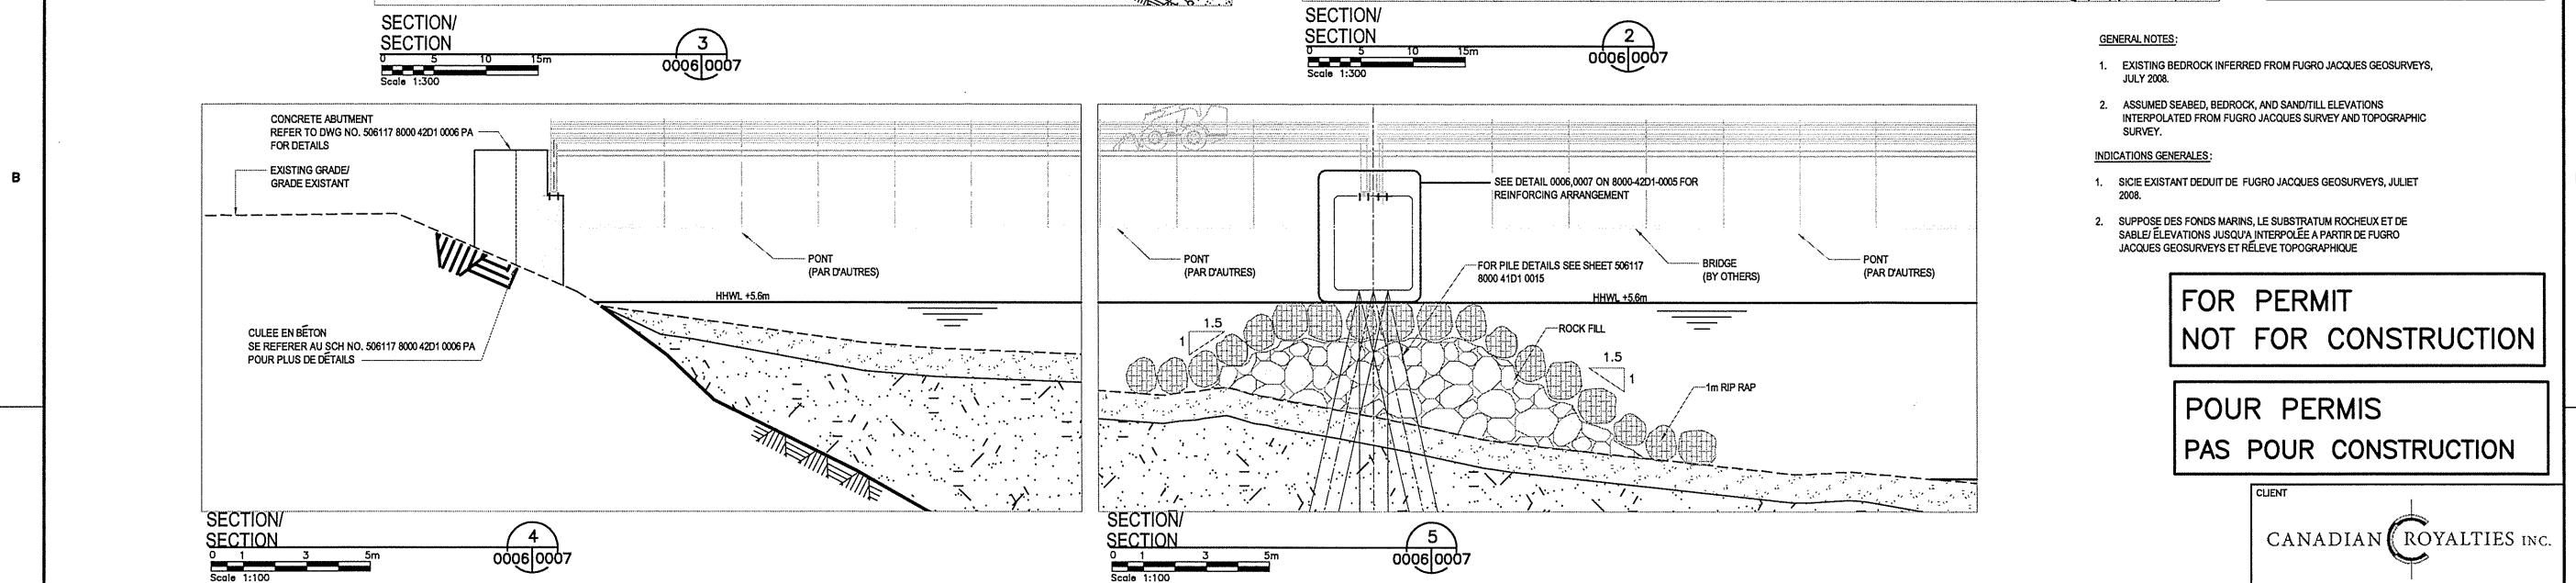 SECTION/
SECTION
0 5 10 15m
Scale 1:300
3
0006 0007
SECTION/
SECTION
0 5 10 15m
Scale 1:300
2
0006 0007
B
CONCRETE ABUTMENT
REFER TO DWG NO. 506117 8000 42D1 0006 PA
FOR DETAILS
EXISTING GRADE/
GRADE EXISTANT
PONT
(PAR D'AUTRES)
HHWL +5.6m
CULEE EN BÉTON
SE REFERER AU SCH NO. 506117 8000 42D1 0006 PA
POUR PLUS DE DÉTAILS
SECTION/
SECTION
0 1 3 5m
Scale 1:100
4
0006 0007
SEE DETAIL 0006,0007 ON 8000-42D1-0005 FOR
REINFORCING ARRANGEMENT
PONT
(PAR D'AUTRES)
FOR PILE DETAILS SEE SHEET 506117
8000 41D1 0015
BRIDGE
(BY OTHERS)
PONT
(PAR D'AUTRES)
HHWL +5.6m
1.5
1
ROCK FILL
1.5
1
1m RIP RAP
SECTION/
SECTION
0 1 3 5m
Scale 1:100
5
0006 0007
GENERAL NOTES:
1. EXISTING BEDROCK INFERRED FROM FUGRO JACQUES GEOSURVEYS,
JULY 2008.
2. ASSUMED SEABED, BEDROCK, AND SAND/TILL ELEVATIONS
INTERPOLATED FROM FUGRO JACQUES SURVEY AND TOPOGRAPHIC
SURVEY.
INDICATIONS GENERALES:
1. SICIE EXISTANT DEDUIT DE FUGRO JACQUES GEOSURVEYS, JULIET
2008.
2. SUPPOSE DES FONDS MARINS, LE SUBSTRATUM ROCHEUX ET DE
SABLE/ ÉLEVATIONS JUSQU'A INTERPOLÉE A PARTIR DE FUGRO
JACQUES GEOSURVEYS ET RÉLEVE TOPOGRAPHIQUE
FOR PERMIT
NOT FOR CONSTRUCTION
POUR PERMIS
PAS POUR CONSTRUCTION
CLIENT
CANADIAN ROYALTIES INC.